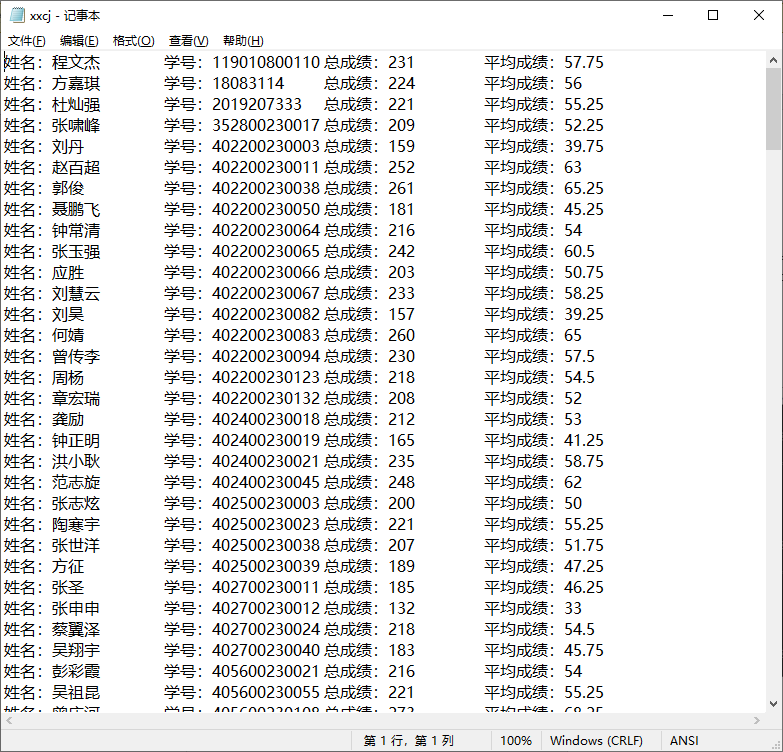 xxcj - 记事本
文件(F) 编辑(E) 格式(O) 查看(V) 帮助(H)
姓名：程文杰 学号：119010800110 总成绩：231 平均成绩：57.75
姓名：方嘉琪 学号：18083114 总成绩：224 平均成绩：56
姓名：杜灿强 学号：2019207333 总成绩：221 平均成绩：55.25
姓名：张啸峰 学号：352800230017 总成绩：209 平均成绩：52.25
姓名：刘丹 学号：402200230003 总成绩：159 平均成绩：39.75
姓名：赵百超 学号：402200230011 总成绩：252 平均成绩：63
姓名：郭俊 学号：402200230038 总成绩：261 平均成绩：65.25
姓名：聂鹏飞 学号：402200230050 总成绩：181 平均成绩：45.25
姓名：钟常清 学号：402200230064 总成绩：216 平均成绩：54
姓名：张玉强 学号：402200230065 总成绩：242 平均成绩：60.5
姓名：应胜 学号：402200230066 总成绩：203 平均成绩：50.75
姓名：刘慧云 学号：402200230067 总成绩：233 平均成绩：58.25
姓名：刘昊 学号：402200230082 总成绩：157 平均成绩：39.25
姓名：何婧 学号：402200230083 总成绩：260 平均成绩：65
姓名：曾传李 学号：402200230094 总成绩：230 平均成绩：57.5
姓名：周杨 学号：402200230123 总成绩：218 平均成绩：54.5
姓名：章宏瑞 学号：402200230132 总成绩：208 平均成绩：52
姓名：龚励 学号：402400230018 总成绩：212 平均成绩：53
姓名：钟正明 学号：402400230019 总成绩：165 平均成绩：41.25
姓名：洪小耿 学号：402400230021 总成绩：235 平均成绩：58.75
姓名：范志旋 学号：402400230045 总成绩：248 平均成绩：62
姓名：张志炫 学号：402500230003 总成绩：200 平均成绩：50
姓名：陶寒宇 学号：402500230023 总成绩：221 平均成绩：55.25
姓名：张世洋 学号：402500230038 总成绩：207 平均成绩：51.75
姓名：方征 学号：402500230039 总成绩：189 平均成绩：47.25
姓名：张圣 学号：402700230011 总成绩：185 平均成绩：46.25
姓名：张申申 学号：402700230012 总成绩：132 平均成绩：33
姓名：蔡翼泽 学号：402700230024 总成绩：218 平均成绩：54.5
姓名：吴翔宇 学号：402700230040 总成绩：183 平均成绩：45.75
姓名：彭彩霞 学号：405600230021 总成绩：216 平均成绩：54
姓名：吴祖昆 学号：405600230055 总成绩：221 平均成绩：55.25
第 1 行，第 1 列 100% Windows (CRLF) ANSI